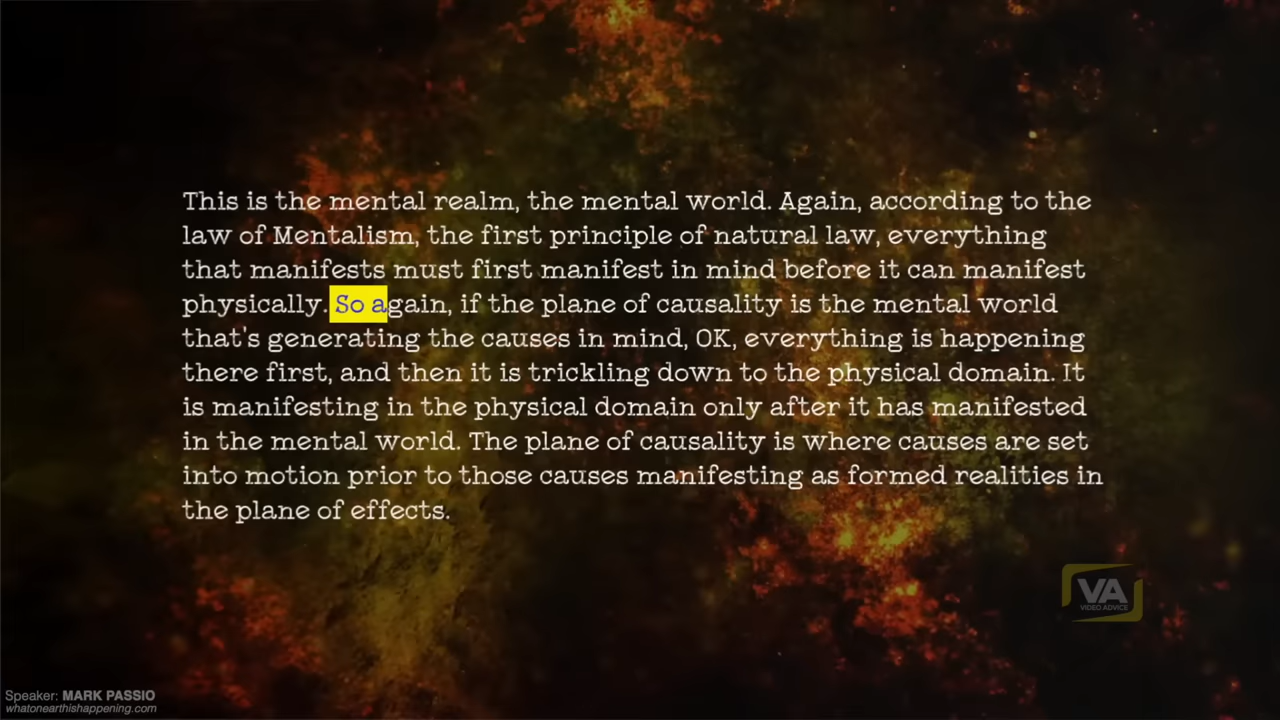 This is the mental realm, the mental world. Again, according to the
law of Mentalism, the first principle of natural law, everything
that manifests must first manifest in mind before it can manifest
physically. So again, if the plane of causality is the mental world
that's generating the causes in mind, OK, everything is happening
there first, and then it is trickling down to the physical domain. It
is manifesting in the physical domain only after it has manifested
in the mental world. The plane of causality is where causes are set
into motion prior to those causes manifesting as formed realities in
the plane of effects.
VA
VIDEO ADVICE
Speaker: MARK PASSIO
whatonearthishappening.com